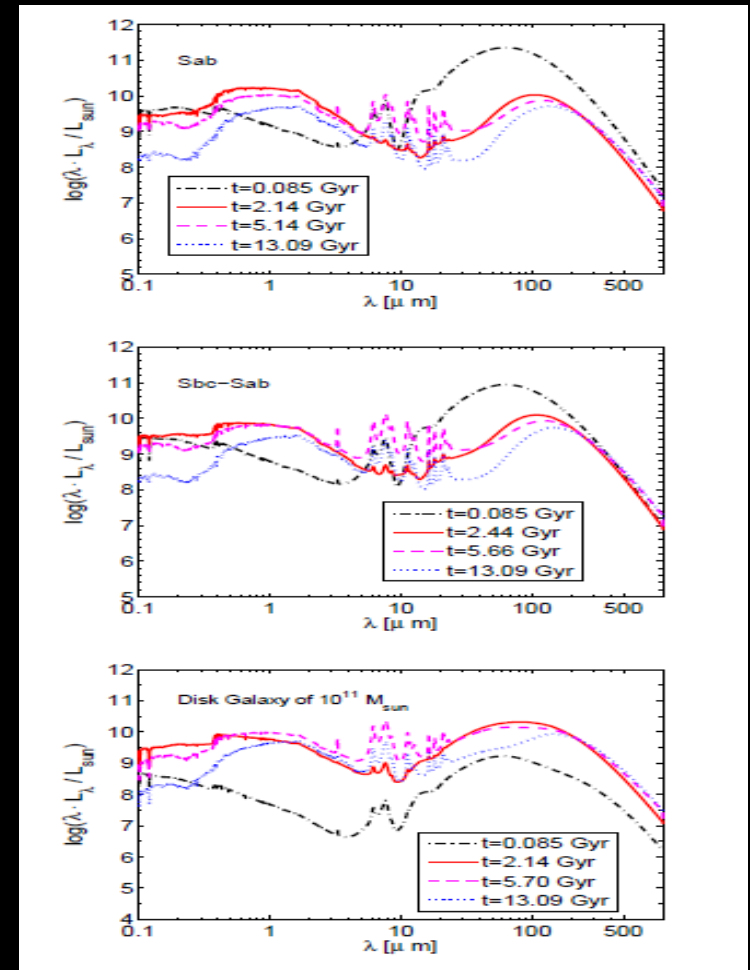 12
11
10
9
8
7
6
5
log(λ· L_λ / L_sun)
Sab
t=0.085 Gyr
t=2.14 Gyr
t=5.14 Gyr
t=13.09 Gyr
0.1 1 10 100 500
λ [μ m]
12
11
10
9
8
7
6
5
log(λ· L_λ / L_sun)
Sbc−Sab
t=0.085 Gyr
t=2.44 Gyr
t=5.66 Gyr
t=13.09 Gyr
0.1 1 10 100 500
λ [μ m]
12
11
10
9
8
7
6
5
4
log(λ· L_λ / L_sun)
Disk Galaxy of 10^11 M_sun
t=0.085 Gyr
t=2.14 Gyr
t=5.70 Gyr
t=13.09 Gyr
0.1 1 10 100 500
λ [μ m]